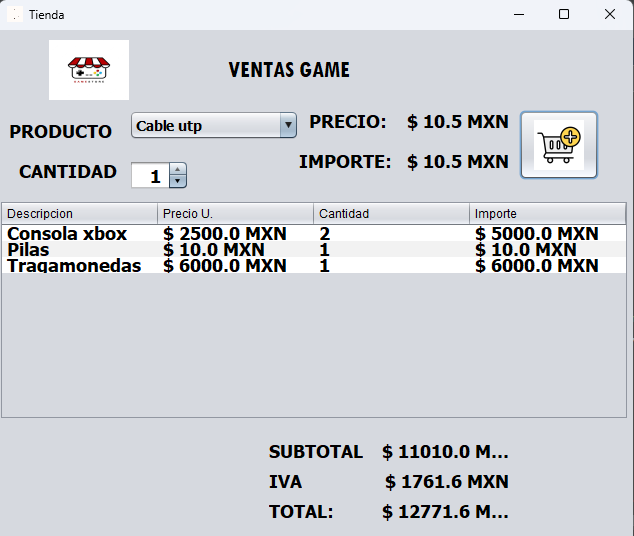 Tienda
VENTAS GAME
PRODUCTO Cable utp PRECIO: $ 10.5 MXN
CANTIDAD 1 IMPORTE: $ 10.5 MXN
Descripcion Precio U. Cantidad Importe
Consola xbox $ 2500.0 MXN 2 $ 5000.0 MXN
Pilas $ 10.0 MXN 1 $ 10.0 MXN
Tragamonedas $ 6000.0 MXN 1 $ 6000.0 MXN
SUBTOTAL $ 11010.0 M...
IVA $ 1761.6 MXN
TOTAL: $ 12771.6 M...